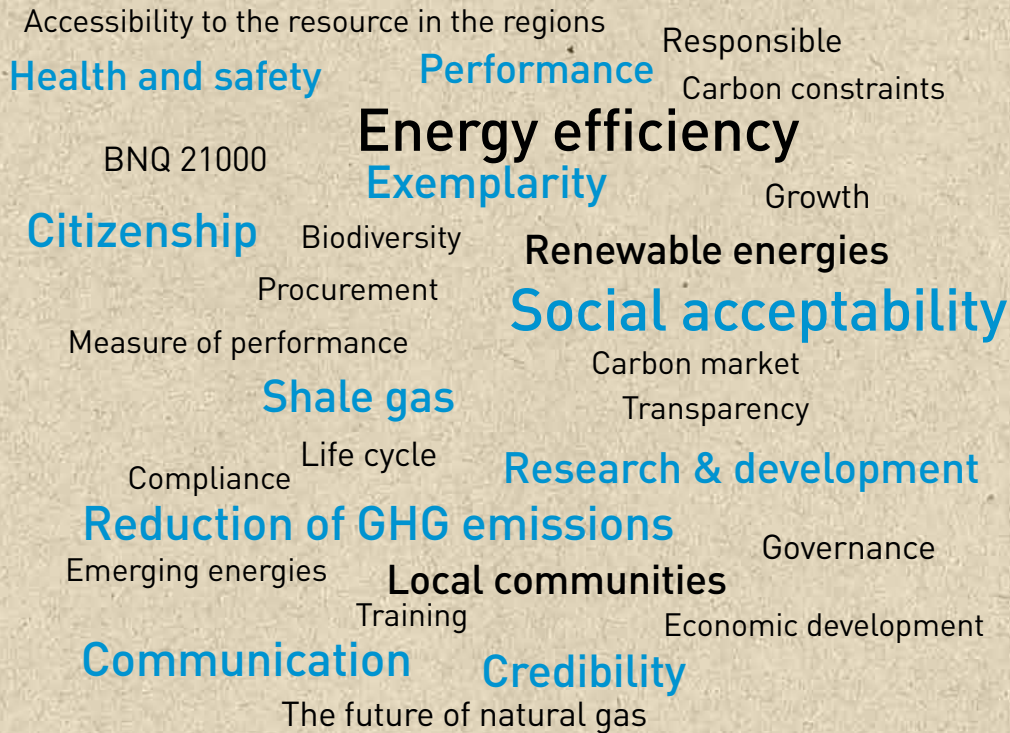 Accessibility to the resource in the regions
Responsible
Health and safety
Performance
Carbon constraints
Energy efficiency
BNQ 21000
Exemplarity
Growth
Citizenship
Biodiversity
Renewable energies
Procurement
Social acceptability
Measure of performance
Carbon market
Shale gas
Transparency
Life cycle
Compliance
Research & development
Reduction of GHG emissions
Governance
Emerging energies
Local communities
Training
Economic development
Communication
Credibility
The future of natural gas